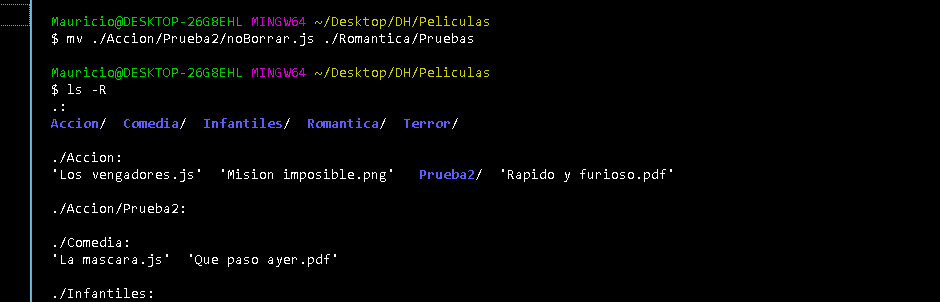 Mauricio@DESKTOP-26G8EHL MINGW64 ~/Desktop/DH/Peliculas
$ mv ./Accion/Prueba2/noBorrar.js ./Romantica/Pruebas
Mauricio@DESKTOP-26G8EHL MINGW64 ~/Desktop/DH/Peliculas
$ ls -R
.:
Accion/  Comedia/  Infantiles/  Romantica/  Terror/
./Accion:
'Los vengadores.js'  'Mision imposible.png'   Prueba2/  'Rapido y furioso.pdf'
./Accion/Prueba2:
./Comedia:
'La mascara.js'  'Que paso ayer.pdf'
./Infantiles: